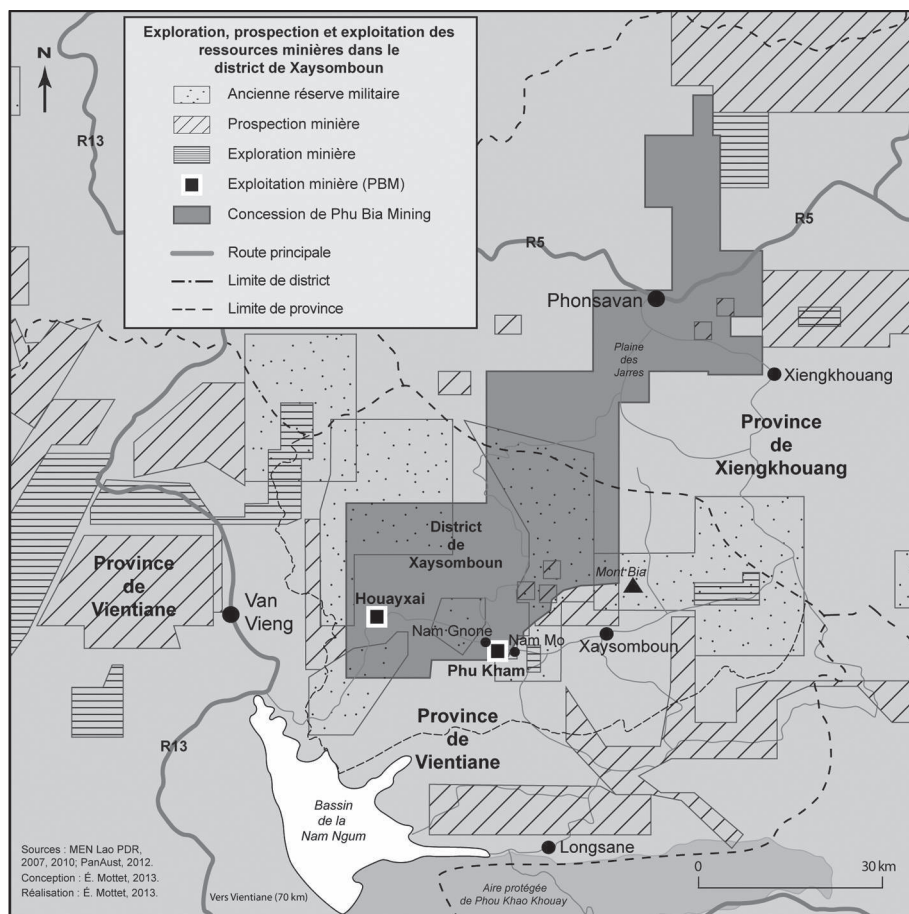 Exploration, prospection et exploitation des
ressources minières dans le
district de Xaysomboun
Ancienne réserve militaire
Prospection minière
Exploration minière
Exploitation minière (PBM)
Concession de Phu Bia Mining
Route principale
Limite de district
Limite de province
N
R13
R5
R5
Phonsavan
Plaine
des
Jarres
Xiengkhouang
Province
de
Xiengkhouang
District
de
Xaysomboun
Mont Bia
Province
de
Vientiane
Van
Vieng
Houayxai
Nam Gnone
Nam Mo
Xaysomboun
Phu Kham
Province
de
Vientiane
R13
Bassin
de la
Nam Ngum
Longsane
Sources : MEN Lao PDR,
2007, 2010; PanAust, 2012.
Conception : É. Mottet, 2013.
Réalisation : É. Mottet, 2013.
Vers Vientiane (70 km)
Aire protégée
de Phou Khao Khouay
0 30 km